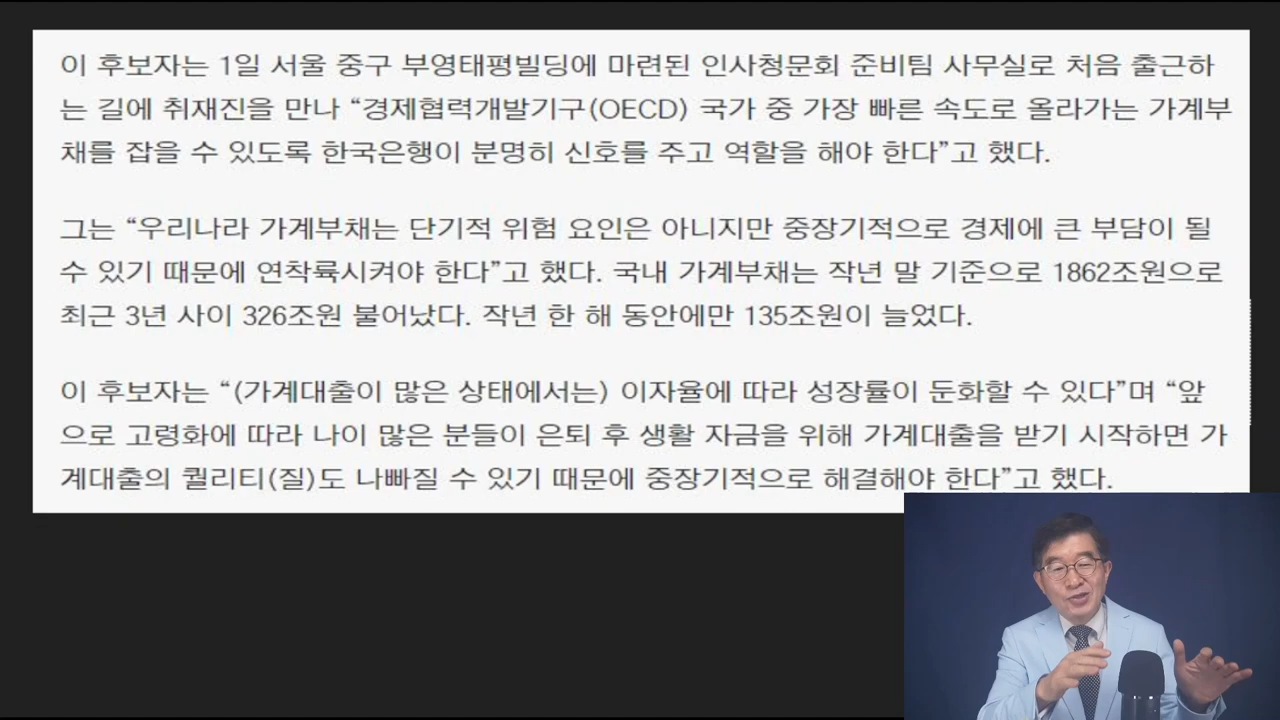 이 후보자는 1일 서울 중구 부영태평빌딩에 마련된 인사청문회 준비팀 사무실로 처음 출근하
는 길에 취재진을 만나 “경제협력개발기구(OECD) 국가 중 가장 빠른 속도로 올라가는 가계부
채를 잡을 수 있도록 한국은행이 분명히 신호를 주고 역할을 해야 한다”고 했다.
그는 “우리나라 가계부채는 단기적 위험 요인은 아니지만 중장기적으로 경제에 큰 부담이 될
수 있기 때문에 연착륙시켜야 한다”고 했다. 국내 가계부채는 작년 말 기준으로 1862조원으로
최근 3년 사이 326조원 불어났다. 작년 한 해 동안에만 135조원이 늘었다.
이 후보자는 “(가계대출이 많은 상태에서는) 이자율에 따라 성장률이 둔화할 수 있다”며 “앞
으로 고령화에 따라 나이 많은 분들이 은퇴 후 생활 자금을 위해 가계대출을 받기 시작하면 가
계대출의 퀄리티(질)도 나빠질 수 있기 때문에 중장기적으로 해결해야 한다”고 했다.